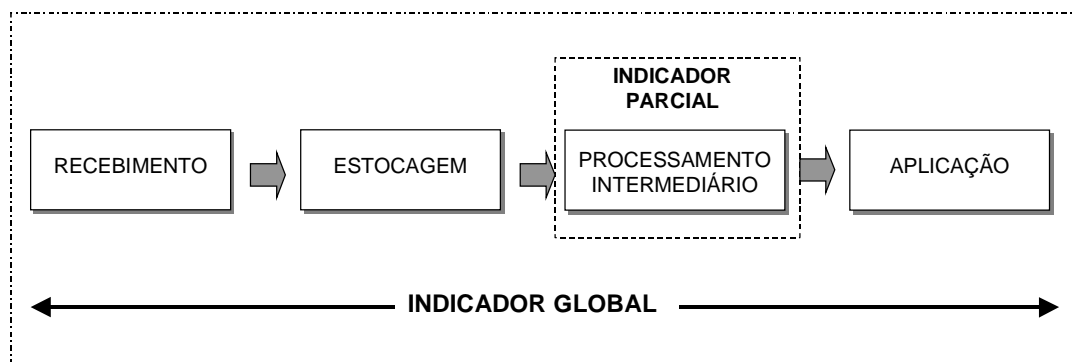 INDICADOR
PARCIAL
RECEBIMENTO
ESTOCAGEM
PROCESSAMENTO
INTERMEDIÁRIO
APLICAÇÃO
INDICADOR GLOBAL